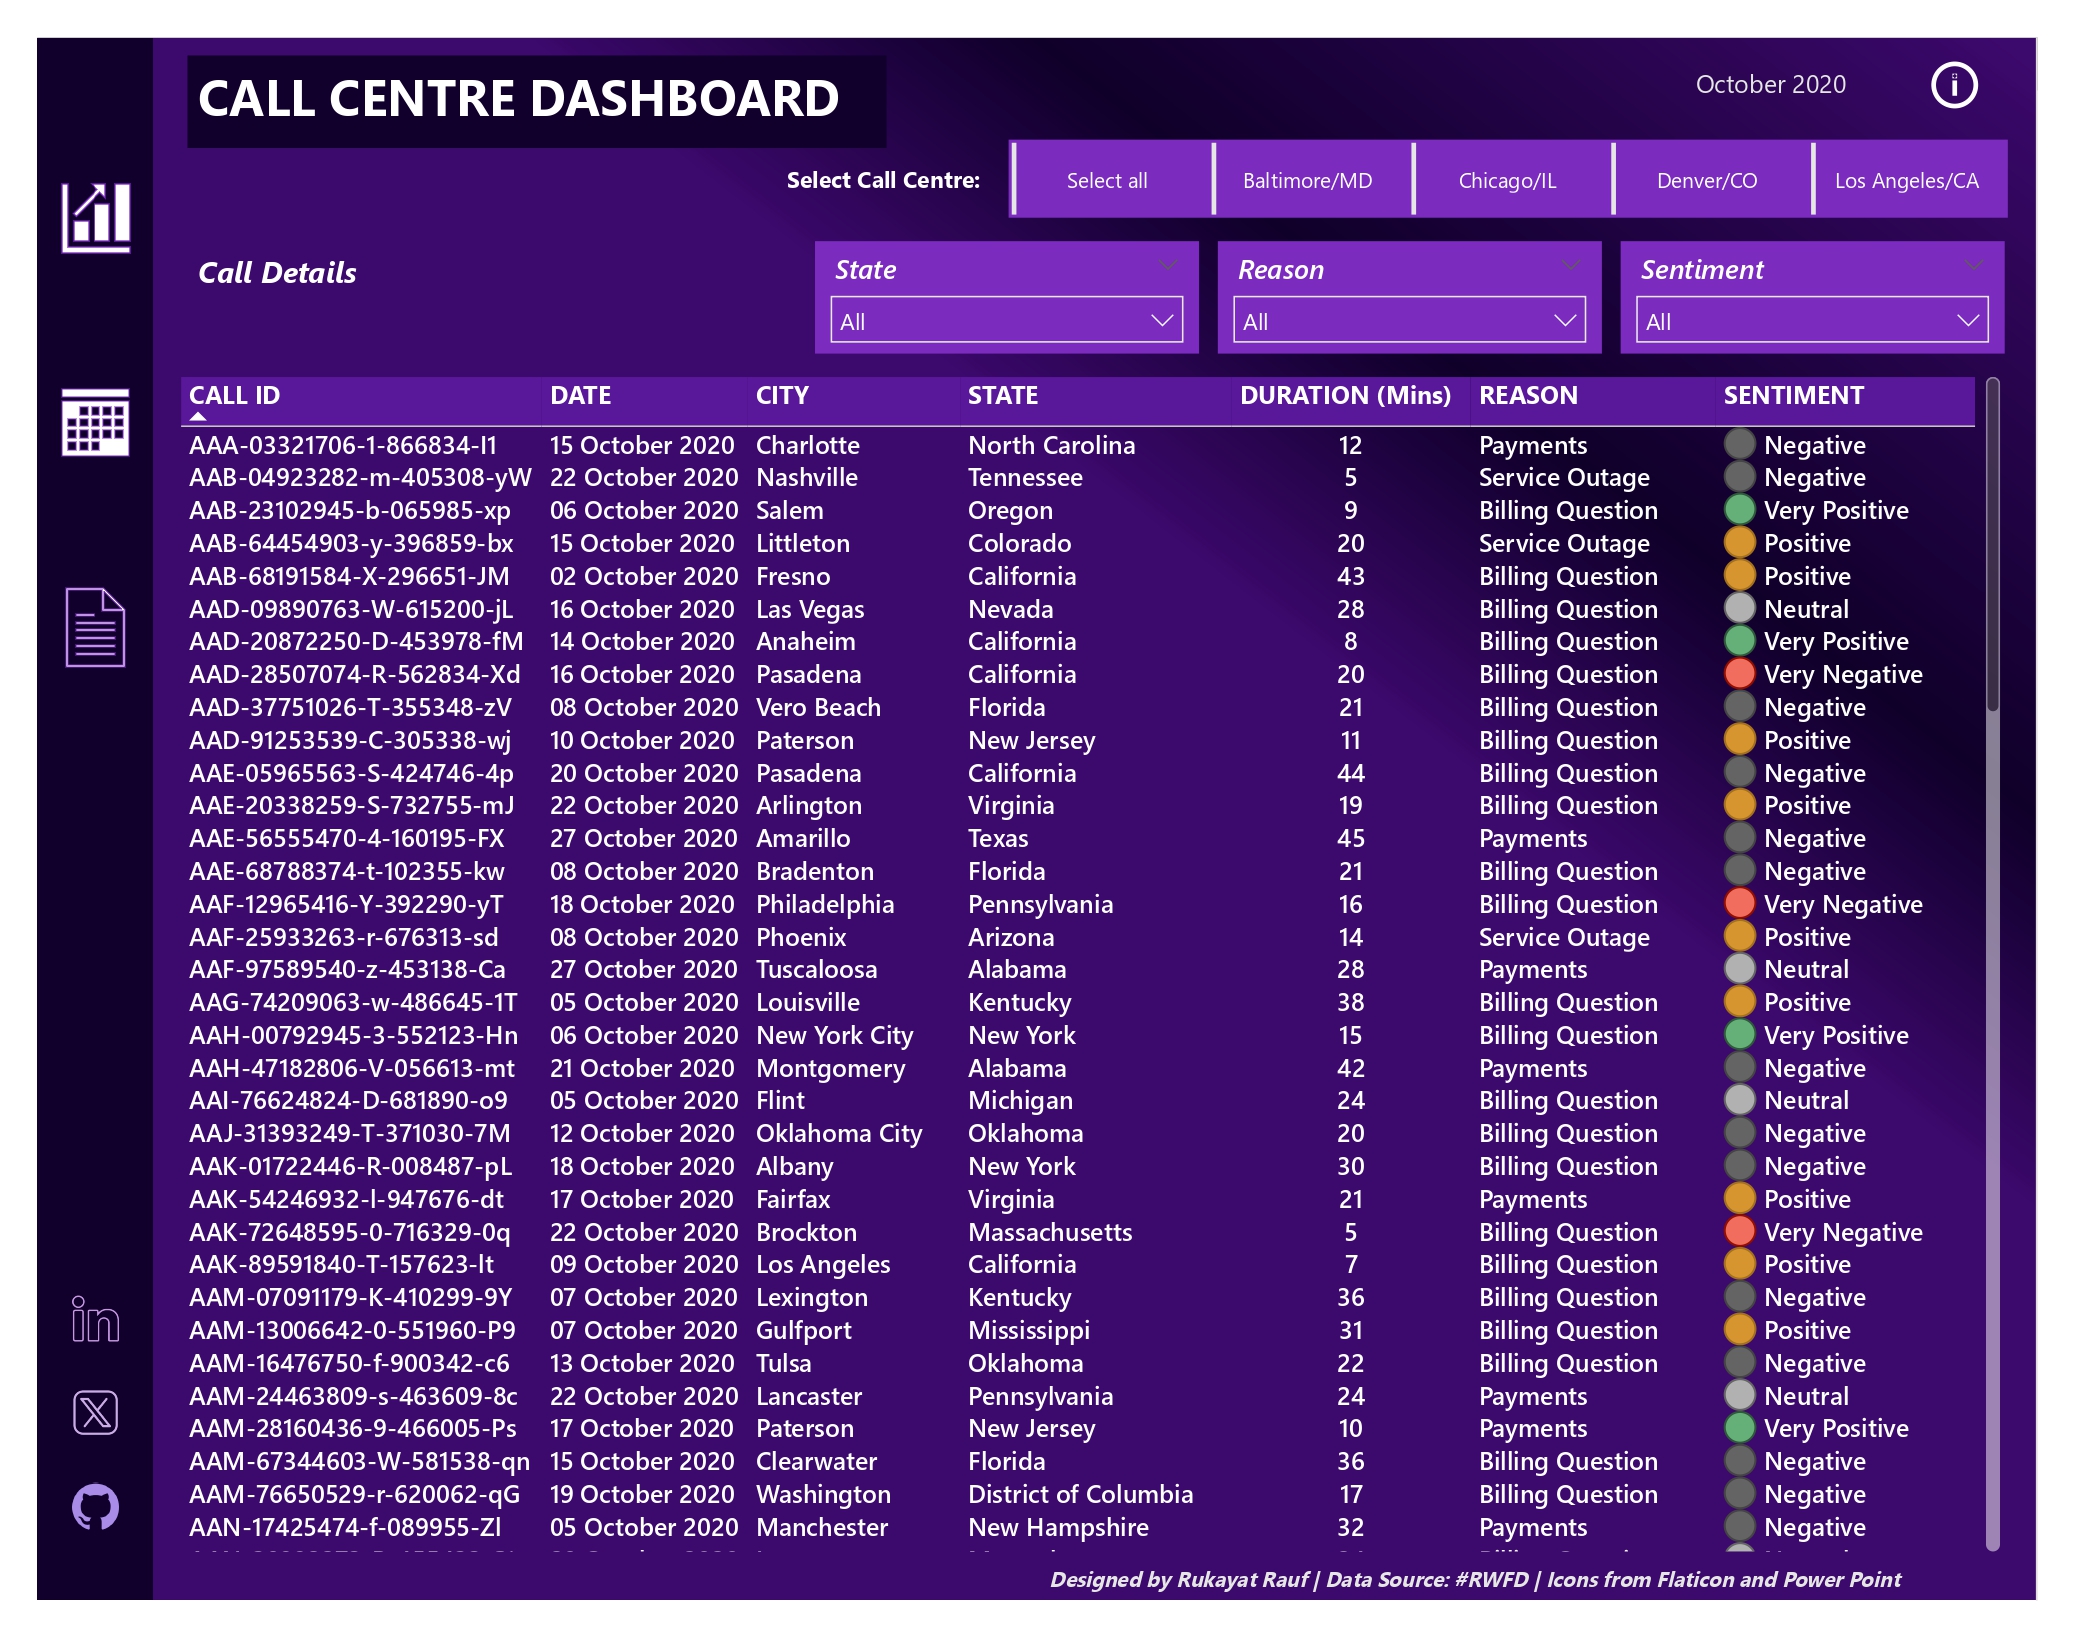 CALL CENTRE DASHBOARD
October 2020
Select Call Centre: Select all Baltimore/MD Chicago/IL Denver/CO Los Angeles/CA
Call Details
State Reason Sentiment
All All All
CALL ID DATE CITY STATE DURATION (Mins) REASON SENTIMENT
AAA-03321706-1-866834-I1 15 October 2020 Charlotte North Carolina 12 Payments Negative
AAB-04923282-m-405308-yW 22 October 2020 Nashville Tennessee 5 Service Outage Negative
AAB-23102945-b-065985-xp 06 October 2020 Salem Oregon 9 Billing Question Very Positive
AAB-64454903-y-396859-bx 15 October 2020 Littleton Colorado 20 Service Outage Positive
AAB-68191584-X-296651-JM 02 October 2020 Fresno California 43 Billing Question Positive
AAD-09890763-W-615200-jL 16 October 2020 Las Vegas Nevada 28 Billing Question Neutral
AAD-20872250-D-453978-fM 14 October 2020 Anaheim California 8 Billing Question Very Positive
AAD-28507074-R-562834-Xd 16 October 2020 Pasadena California 20 Billing Question Very Negative
AAD-37751026-T-355348-zV 08 October 2020 Vero Beach Florida 21 Billing Question Negative
AAD-91253539-C-305338-wj 10 October 2020 Paterson New Jersey 11 Billing Question Positive
AAE-05965563-S-424746-4p 20 October 2020 Pasadena California 44 Billing Question Negative
AAE-20338259-S-732755-mJ 22 October 2020 Arlington Virginia 19 Billing Question Positive
AAE-56555470-4-160195-FX 27 October 2020 Amarillo Texas 45 Payments Negative
AAE-68788374-t-102355-kw 08 October 2020 Bradenton Florida 21 Billing Question Negative
AAF-12965416-Y-392290-yT 18 October 2020 Philadelphia Pennsylvania 16 Billing Question Very Negative
AAF-25933263-r-676313-sd 08 October 2020 Phoenix Arizona 14 Service Outage Positive
AAF-97589540-z-453138-Ca 27 October 2020 Tuscaloosa Alabama 28 Payments Neutral
AAG-74209063-w-486645-1T 05 October 2020 Louisville Kentucky 38 Billing Question Positive
AAH-00792945-3-552123-Hn 06 October 2020 New York City New York 15 Billing Question Very Positive
AAH-47182806-V-056613-mt 21 October 2020 Montgomery Alabama 42 Payments Negative
AAI-76624824-D-681890-o9 05 October 2020 Flint Michigan 24 Billing Question Neutral
AAJ-31393249-T-371030-7M 12 October 2020 Oklahoma City Oklahoma 20 Billing Question Negative
AAK-01722446-R-008487-pL 18 October 2020 Albany New York 30 Billing Question Negative
AAK-54246932-l-947676-dt 17 October 2020 Fairfax Virginia 21 Payments Positive
AAK-72648595-0-716329-0q 22 October 2020 Brockton Massachusetts 5 Billing Question Very Negative
AAK-89591840-T-157623-lt 09 October 2020 Los Angeles California 7 Billing Question Positive
AAM-07091179-K-410299-9Y 07 October 2020 Lexington Kentucky 36 Billing Question Negative
AAM-13006642-0-551960-P9 07 October 2020 Gulfport Mississippi 31 Billing Question Positive
AAM-16476750-f-900342-c6 13 October 2020 Tulsa Oklahoma 22 Billing Question Negative
AAM-24463809-s-463609-8c 22 October 2020 Lancaster Pennsylvania 24 Payments Neutral
AAM-28160436-9-466005-Ps 17 October 2020 Paterson New Jersey 10 Payments Very Positive
AAM-67344603-W-581538-qn 15 October 2020 Clearwater Florida 36 Billing Question Negative
AAM-76650529-r-620062-qG 19 October 2020 Washington District of Columbia 17 Billing Question Negative
AAN-17425474-f-089955-Zl 05 October 2020 Manchester New Hampshire 32 Payments Negative
in
Designed by Rukayat Rauf | Data Source: #RWFD | Icons from Flaticon and Power Point